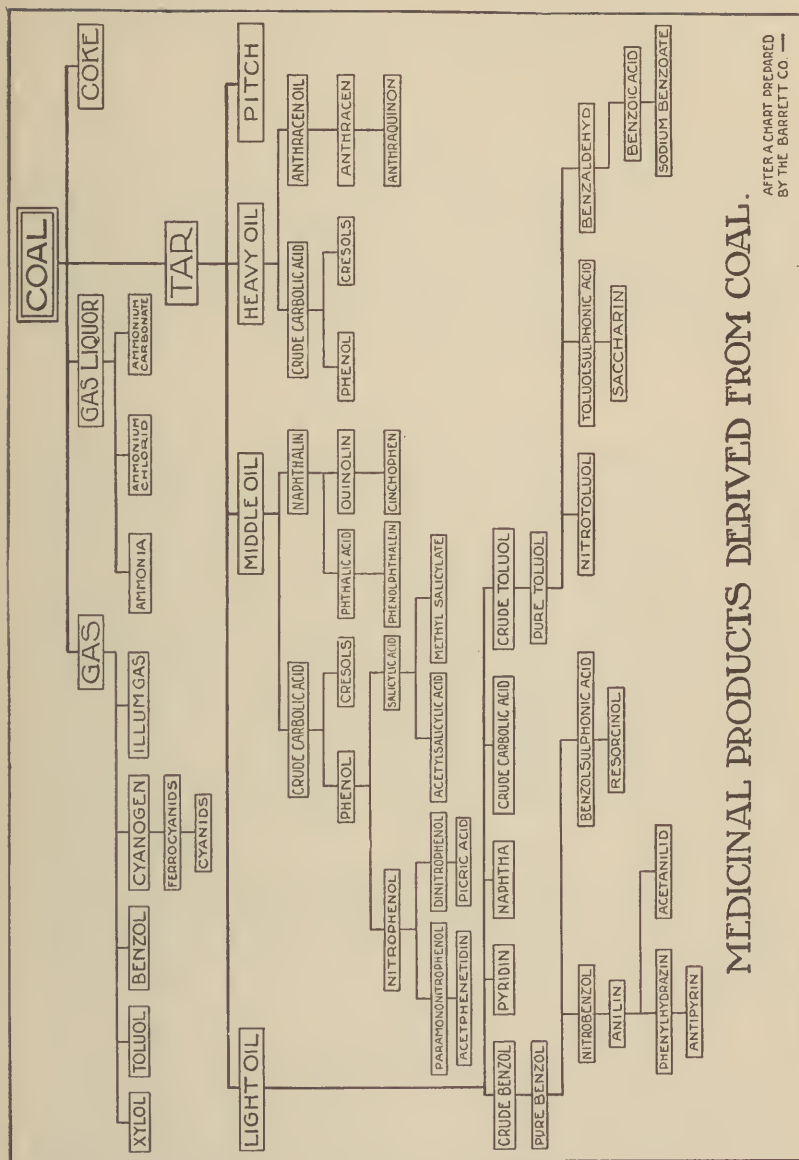 COAL
GAS
GAS LIQUOR
COKE
XYLOL
TOLUOL
BENZOL
CYANOGEN
ILLUM GAS
FERROCYANIDS
CYANIDS
AMMONIA
AMMONIUM
CHLORID
AMMONIUM
CARBONATE
TAR
LIGHT OIL
MIDDLE OIL
HEAVY OIL
PITCH
CRUDE CARBOLIC ACID
NAPHTHALIN
CRUDE CARBOLIC ACID
ANTHRACEN OIL
PHENOL
CRESOLS
PHTHALIC ACID
QUINOLIN
PHENOL
CRESOLS
ANTHRACEN
NITROPHENOL
SALICYLIC ACID
PHENOLPHTHALEIN
CINCHOPHEN
ANTHRAQUINON
PARAMONONITROPHENOL
DINITROPHENOL
ACETYLSALICYLIC ACID
METHYL SALICYLATE
ACETPHENETIDIN
PICRIC ACID
CRUDE BENZOL
PYRIDIN
NAPHTHA
CRUDE CARBOLIC ACID
CRUDE TOLUOL
PURE BENZOL
PURE TOLUOL
NITROBENZOL
BENZOLSULPHONIC ACID
NITROTOLUOL
TOLUOLSULPHONIC ACID
BENZALDEHYD
ANILIN
RESORCINOL
SACCHARIN
BENZOIC ACID
PHENYLHYDRAZIN
ACETANILID
SODIUM BENZOATE
ANTIPYRIN
MEDICINAL PRODUCTS DERIVED FROM COAL.
AFTER A CHART PREPARED
BY THE BARRETT CO. —